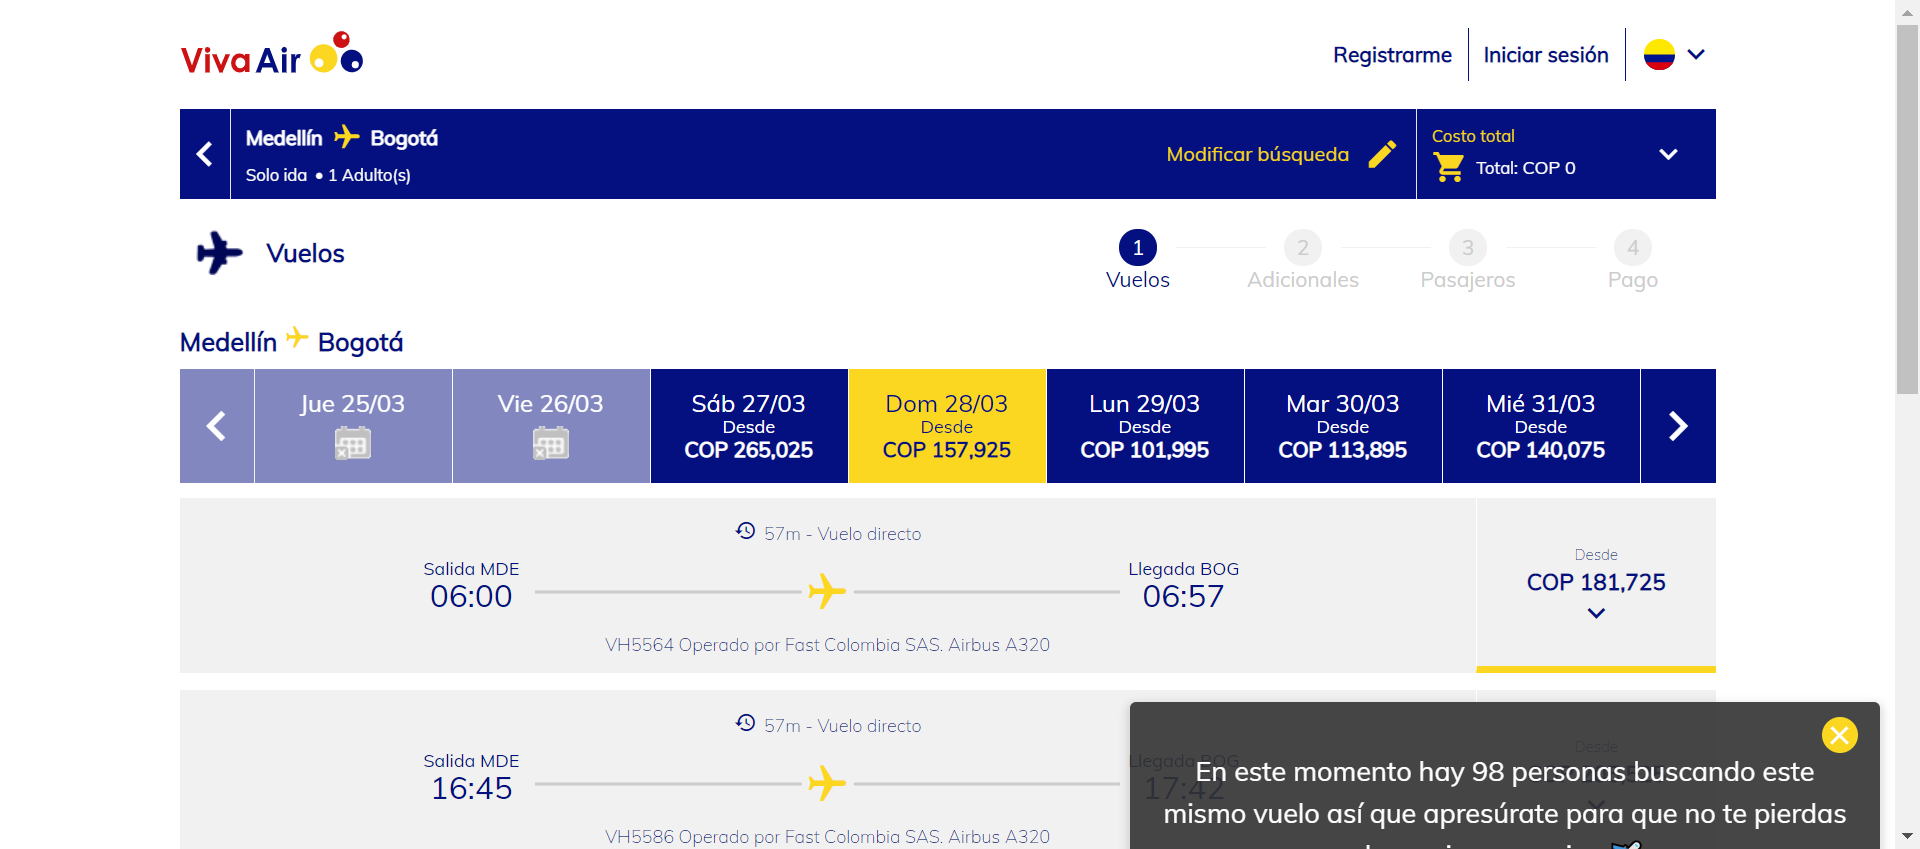 Viva Air
Registrarme
Iniciar sesión
Medellín Bogotá
Solo ida • 1 Adulto(s)
Modificar búsqueda
Costo total
Total: COP 0
Vuelos
1
Vuelos
2
Adicionales
3
Pasajeros
4
Pago
Medellín Bogotá
Jue 25/03
Vie 26/03
Sáb 27/03
Desde
COP 265,025
Dom 28/03
Desde
COP 157,925
Lun 29/03
Desde
COP 101,995
Mar 30/03
Desde
COP 113,895
Mié 31/03
Desde
COP 140,075
57m - Vuelo directo
Salida MDE
06:00
Llegada BOG
06:57
VH5564 Operado por Fast Colombia SAS. Airbus A320
Desde
COP 181,725
57m - Vuelo directo
Salida MDE
16:45
Llegada BOG
17:42
VH5586 Operado por Fast Colombia SAS. Airbus A320
Desde
En este momento hay 98 personas buscando este
mismo vuelo así que apresúrate para que no te pierdas